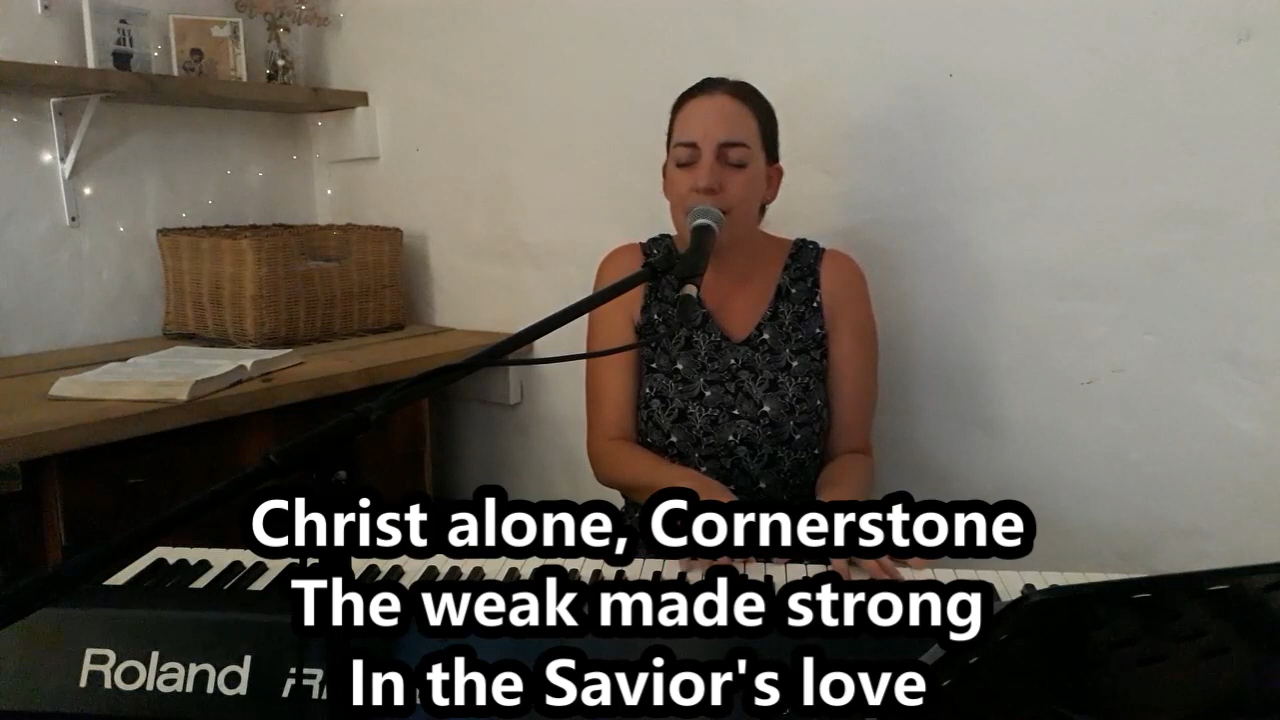 Christ alone, Cornerstone
The weak made strong
In the Savior's love
Roland